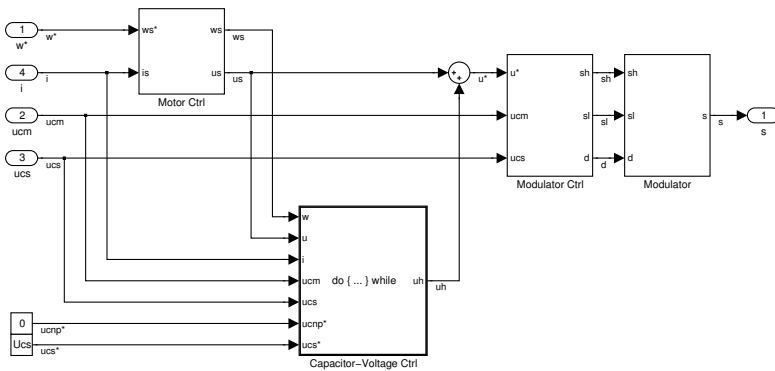 1
w*
w*
4
i
i
2
ucm
ucm
3
ucs
ucs
ws*
is
ws
us
Motor Ctrl
ws
us
+
+
u*
u*
ucm
ucs
sh
sl
d
Modulator Ctrl
sh
sl
d
sh
sl
d
s
Modulator
s
1
s
w
u
i
ucm
ucs
ucnp*
ucs*
do { ... } while
uh
Capacitor−Voltage Ctrl
uh
0
ucnp*
Ucs
ucs*